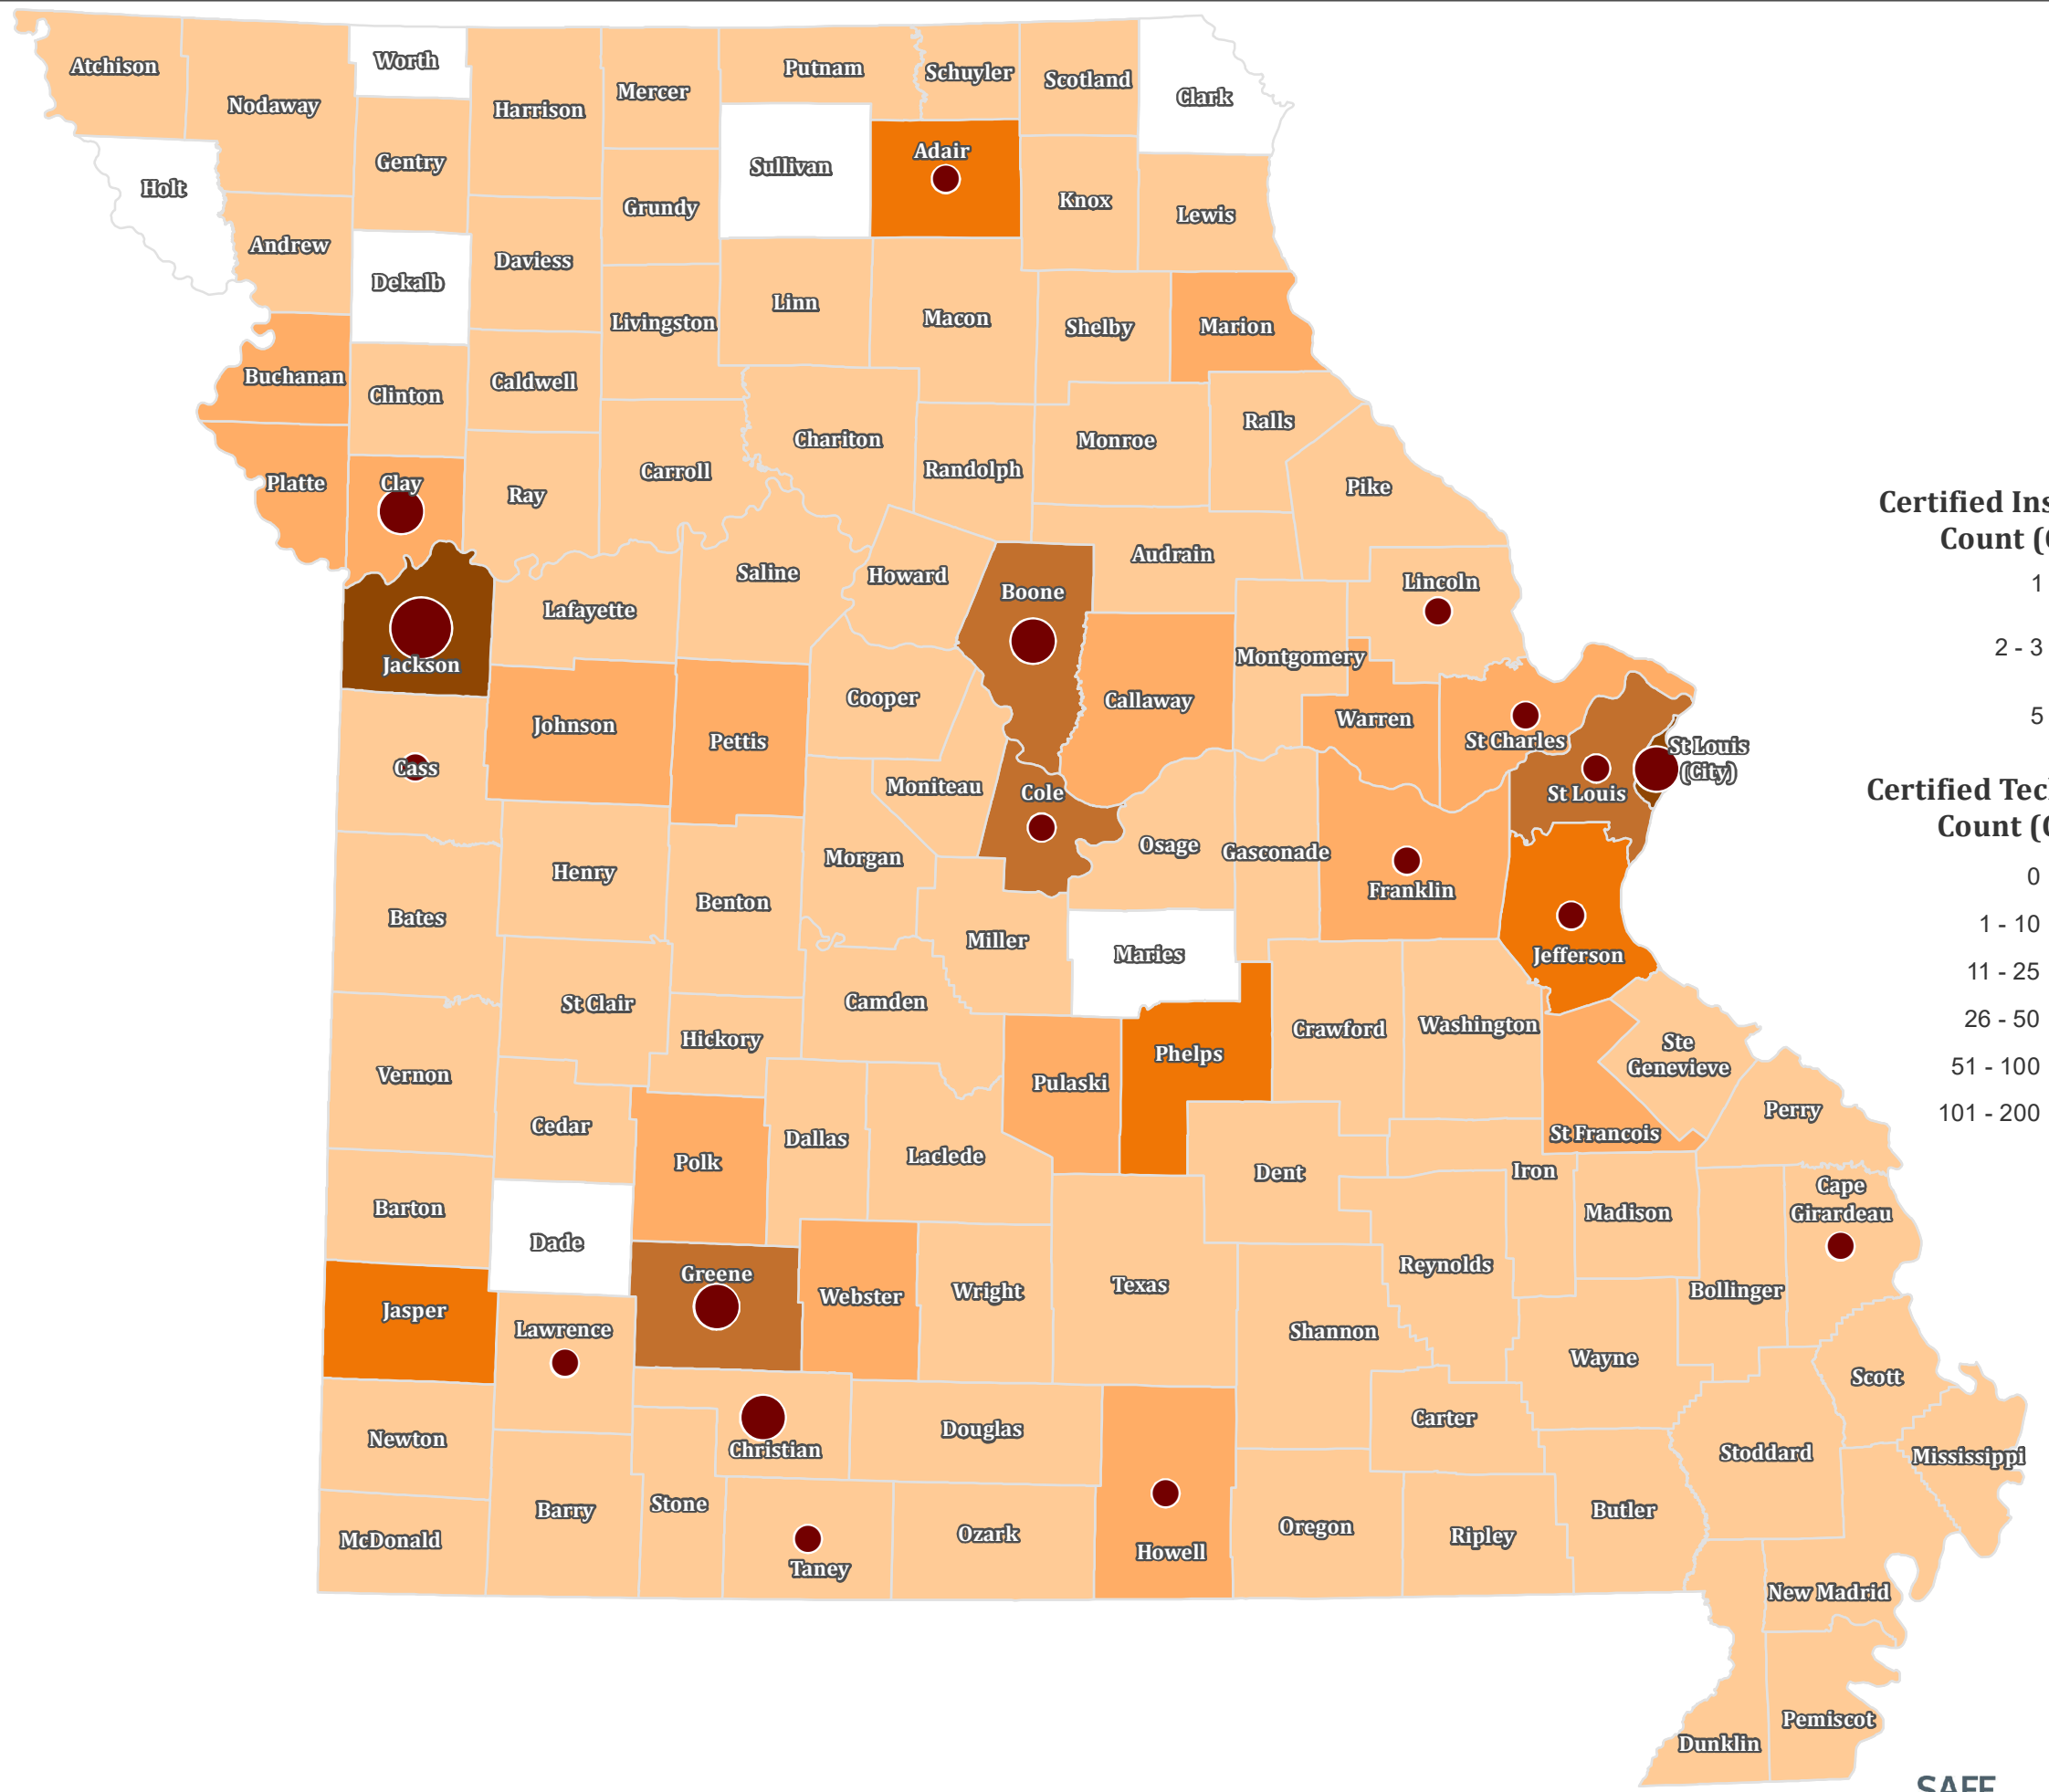 Atchison
Nodaway
Worth
Harrison
Mercer
Putnam
Schuyler
Scotland
Clark
Holt
Gentry
Sullivan
Adair
Knox
Lewis
Andrew
Grundy
Dekalb
Daviess
Livingston
Linn
Macon
Shelby
Marion
Buchanan
Clinton
Caldwell
Chariton
Randolph
Monroe
Ralls
Platte
Clay
Ray
Carroll
Pike
Saline
Howard
Audrain
Lincoln
Boone
Lafayette
Jackson
Montgomery
Cooper
Callaway
Warren
Johnson
Pettis
St Charles
St Louis
(City)
Cass
Moniteau
Cole
St Louis
Henry
Morgan
Osage
Gasconade
Franklin
Bates
Benton
Miller
Maries
Jefferson
St Clair
Camden
Hickory
Phelps
Crawford
Washington
Ste
Genevieve
Vernon
Pulaski
Cedar
Dallas
Laclede
Polk
Dent
St Francois
Perry
Iron
Barton
Dade
Madison
Cape
Girardeau
Jasper
Greene
Webster
Wright
Texas
Reynolds
Bollinger
Lawrence
Shannon
Wayne
Scott
Newton
Christian
Douglas
Carter
Stoddard
Mississippi
McDonald
Barry
Stone
Taney
Ozark
Howell
Oregon
Ripley
Butler
New Madrid
Dunklin
Pemiscot
Certified Ins
Count (
1
2 - 3
5
Certified Tec
Count (
0
1 - 10
11 - 25
26 - 50
51 - 100
101 - 200
SAFE